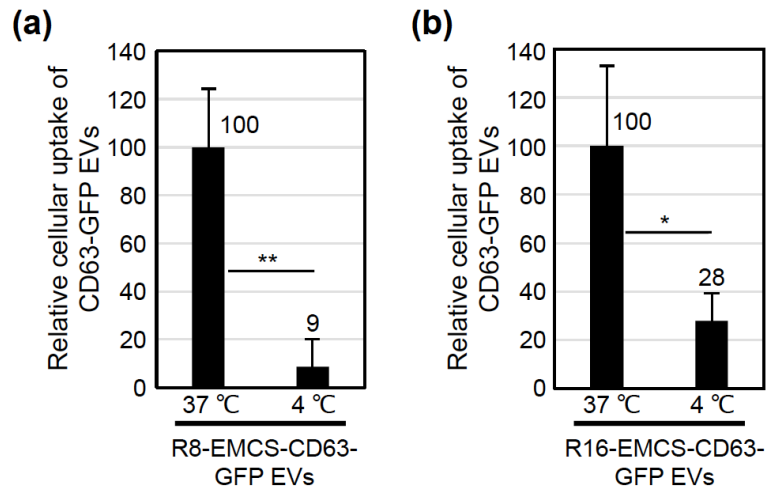 (a)
Relative cellular uptake of
CD63-GFP EVs
140
120
100
80
60
40
20
0
100
**
9
37 ℃ 4 ℃
R8-EMCS-CD63-
GFP EVs
(b)
Relative cellular uptake of
CD63-GFP EVs
140
120
100
80
60
40
20
0
100
*
28
37 ℃ 4 ℃
R16-EMCS-CD63-
GFP EVs